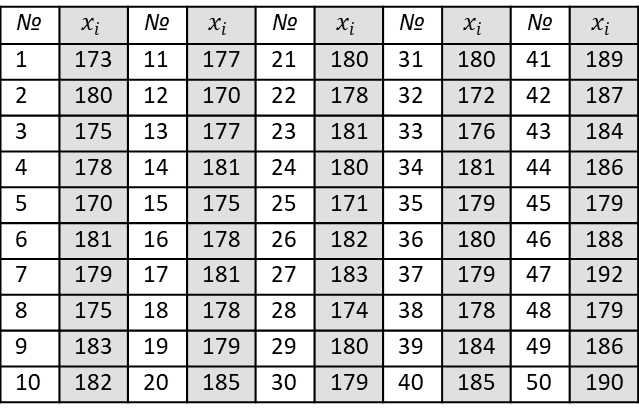 № xᵢ № xᵢ № xᵢ № xᵢ № xᵢ
1 173 11 177 21 180 31 180 41 189
2 180 12 170 22 178 32 172 42 187
3 175 13 177 23 181 33 176 43 184
4 178 14 181 24 180 34 181 44 186
5 170 15 175 25 171 35 179 45 179
6 181 16 178 26 182 36 180 46 188
7 179 17 181 27 183 37 179 47 192
8 175 18 178 28 174 38 178 48 179
9 183 19 179 29 180 39 184 49 186
10 182 20 185 30 179 40 185 50 190